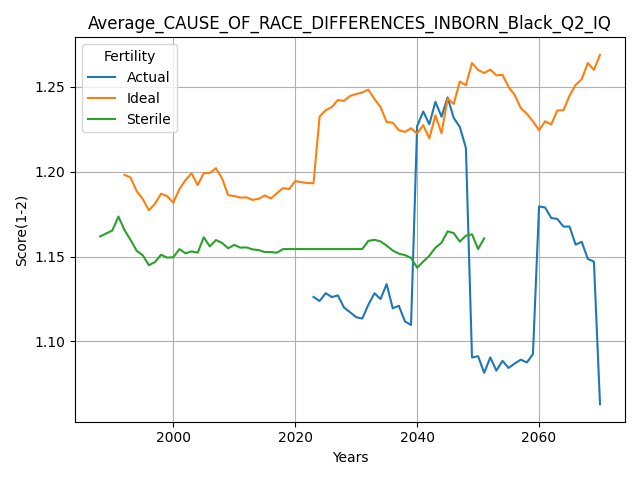 Average_CAUSE_OF_RACE_DIFFERENCES_INBORN_Black_Q2_IQ
Fertility
Actual
Ideal
Sterile
Score(1-2)
1.25
1.20
1.15
1.10
2000 2020 2040 2060
Years